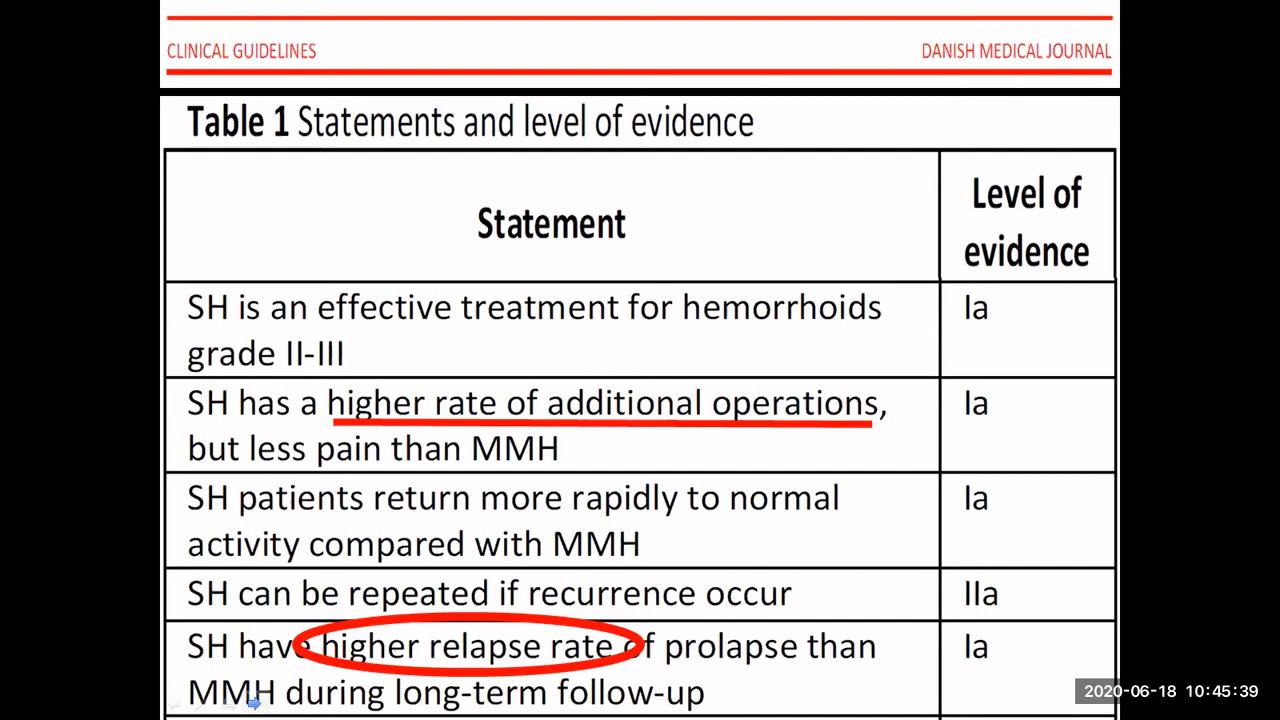 CLINICAL GUIDELINES
DANISH MEDICAL JOURNAL
Table 1 Statements and level of evidence
Statement
Level of
evidence
SH is an effective treatment for hemorrhoids
grade II-III
Ia
SH has a higher rate of additional operations,
but less pain than MMH
Ia
SH patients return more rapidly to normal
activity compared with MMH
Ia
SH can be repeated if recurrence occur
IIa
SH have higher relapse rate of prolapse than
MMH during long-term follow-up
Ia
2020-06-18 10:45:39